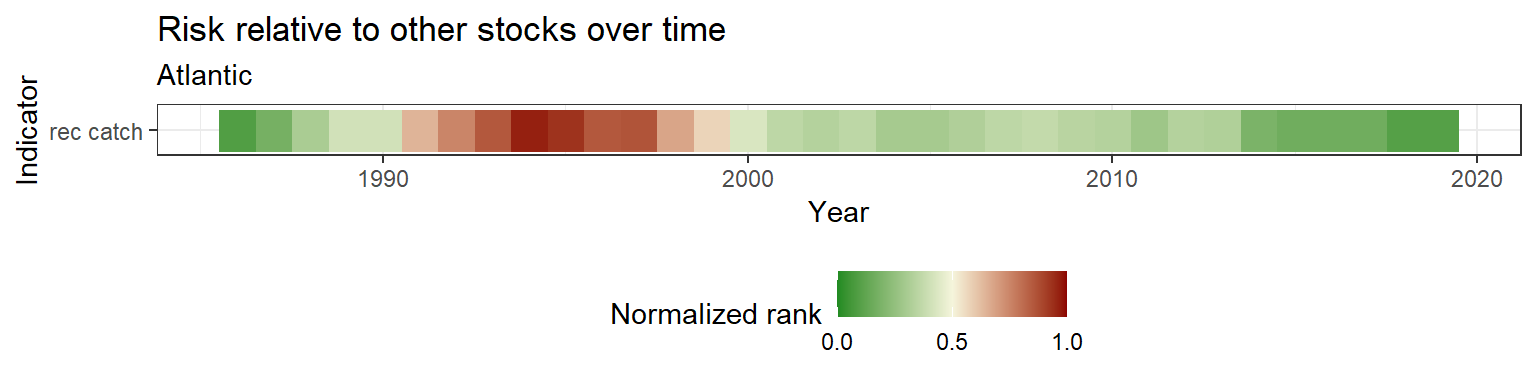 Risk relative to other stocks over time
Atlantic
Indicator
rec catch
1990 2000 2010 2020
Year
Normalized rank
0.0 0.5 1.0